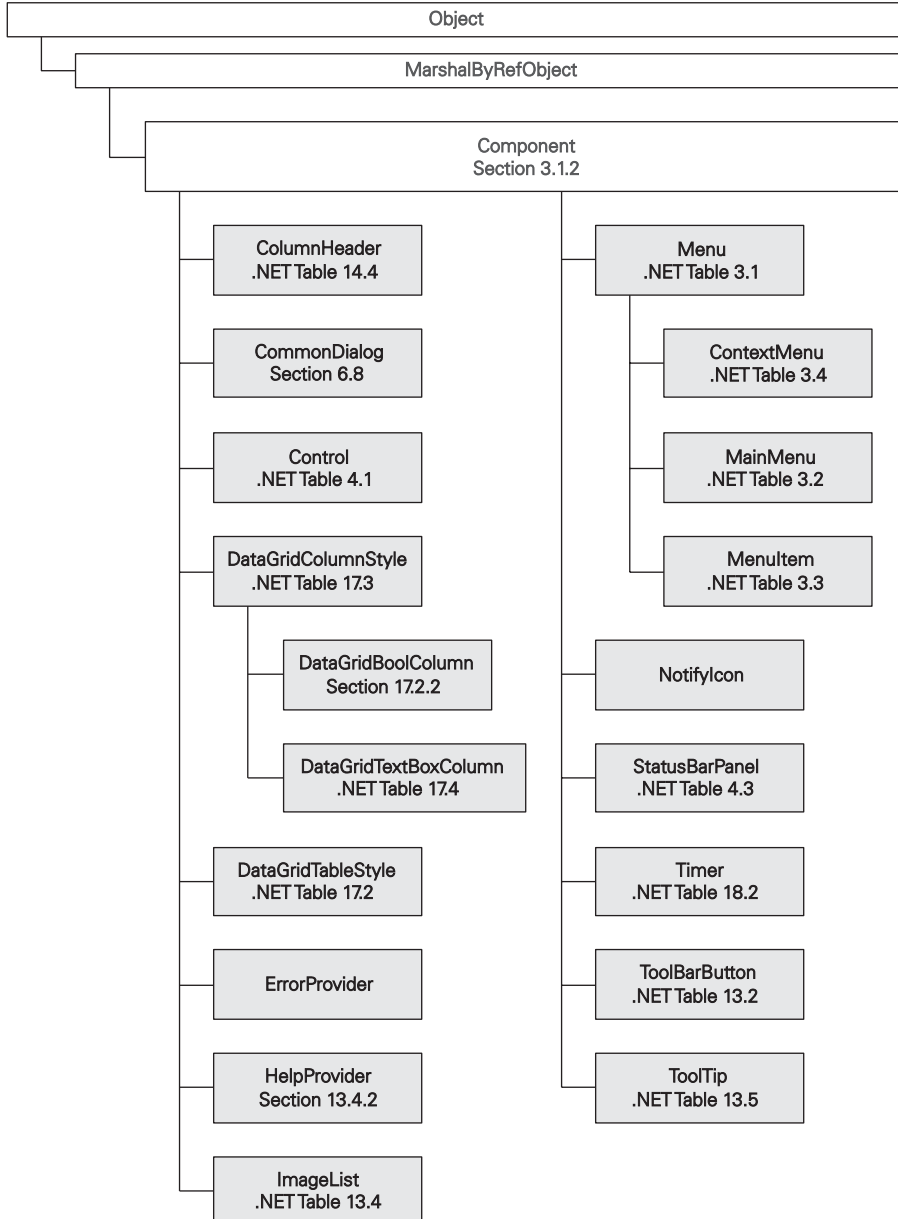 Object
MarshalByRefObject
Component
Section 3.1.2
ColumnHeader
.NET Table 14.4
CommonDialog
Section 6.8
Control
.NET Table 4.1
DataGridColumnStyle
.NET Table 17.3
DataGridBoolColumn
Section 17.2.2
DataGridTextBoxColumn
.NET Table 17.4
DataGridTableStyle
.NET Table 17.2
ErrorProvider
HelpProvider
Section 13.4.2
ImageList
.NET Table 13.4
Menu
.NET Table 3.1
ContextMenu
.NET Table 3.4
MainMenu
.NET Table 3.2
MenuItem
.NET Table 3.3
NotifyIcon
StatusBarPanel
.NET Table 4.3
Timer
.NET Table 18.2
ToolBarButton
.NET Table 13.2
ToolTip
.NET Table 13.5